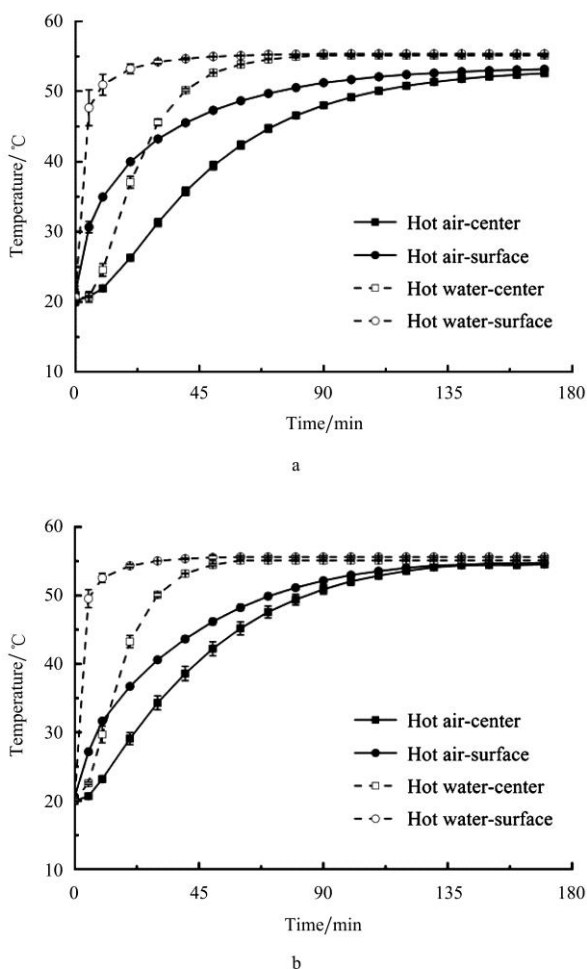 60
50
40
30
20
10
Temperature/℃
Hot air-center
Hot air-surface
Hot water-center
Hot water-surface
0 45 90 135 180
Time/min
a
60
50
40
30
20
10
Temperature/℃
Hot air-center
Hot air-surface
Hot water-center
Hot water-surface
0 45 90 135 180
Time/min
b